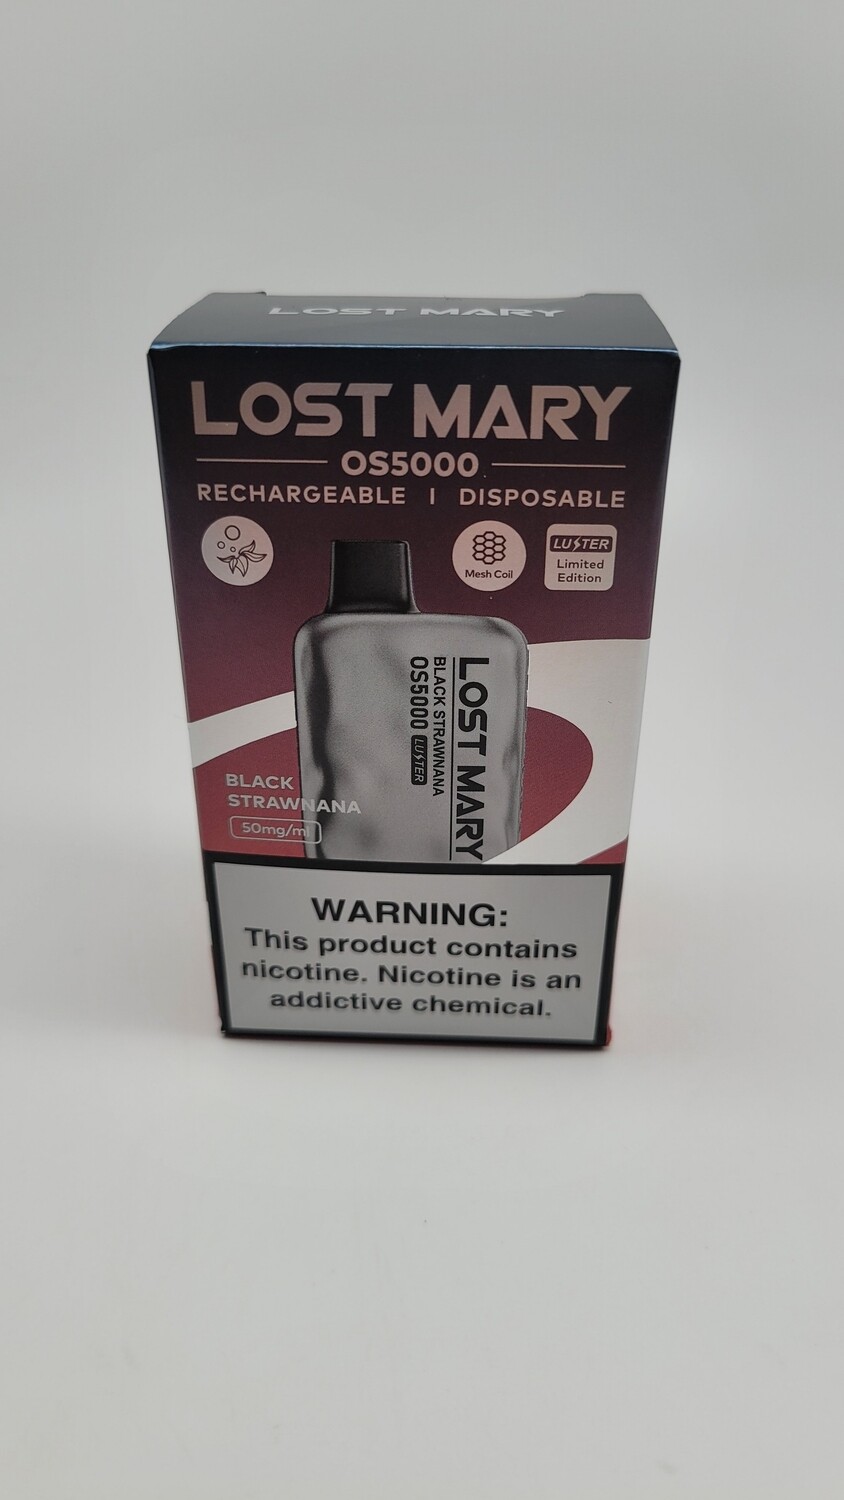 LOST MARY
LOST MARY
OS5000
RECHARGEABLE | DISPOSABLE
Mesh Coil
LUSTER
Limited
Edition
LOST MARY
BLACK STRAWNANA
OS5000 LUSTER
BLACK
STRAWNANA
50mg/ml
WARNING:
This product contains
nicotine. Nicotine is an
addictive chemical.